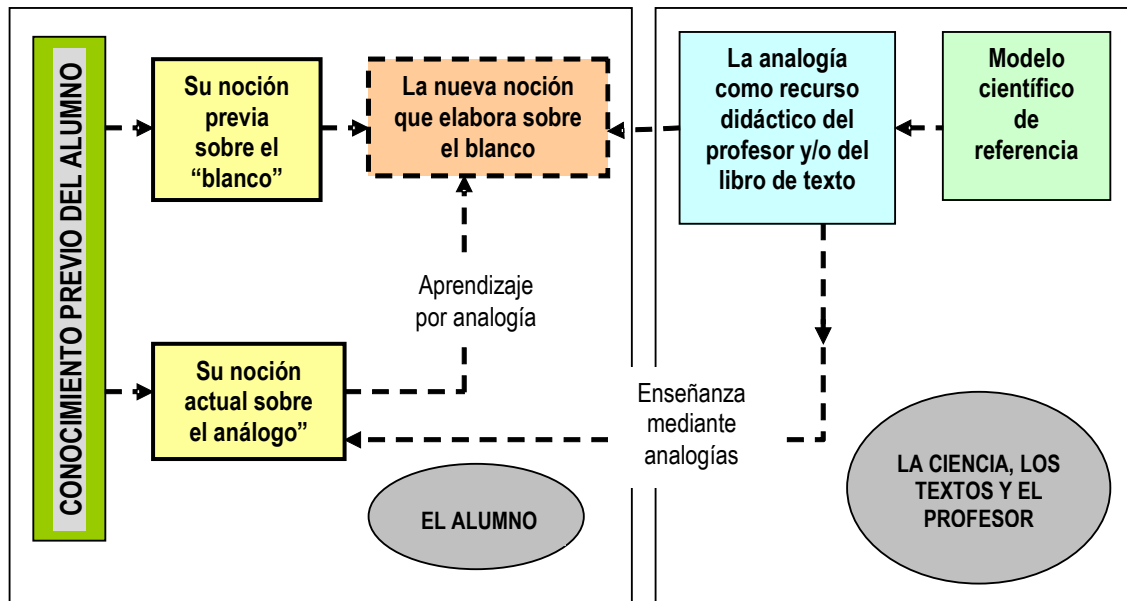 CONOCIMIENTO PREVIO DEL ALUMNO
Su noción
previa
sobre el
“blanco”
La nueva noción
que elabora sobre
el blanco
La analogía
como recurso
didáctico del
profesor y/o del
libro de texto
Modelo
científico
de
referencia
Aprendizaje
por analogía
Su noción
actual sobre
el análogo”
Enseñanza
mediante
analogías
EL ALUMNO
LA CIENCIA, LOS
TEXTOS Y EL
PROFESOR